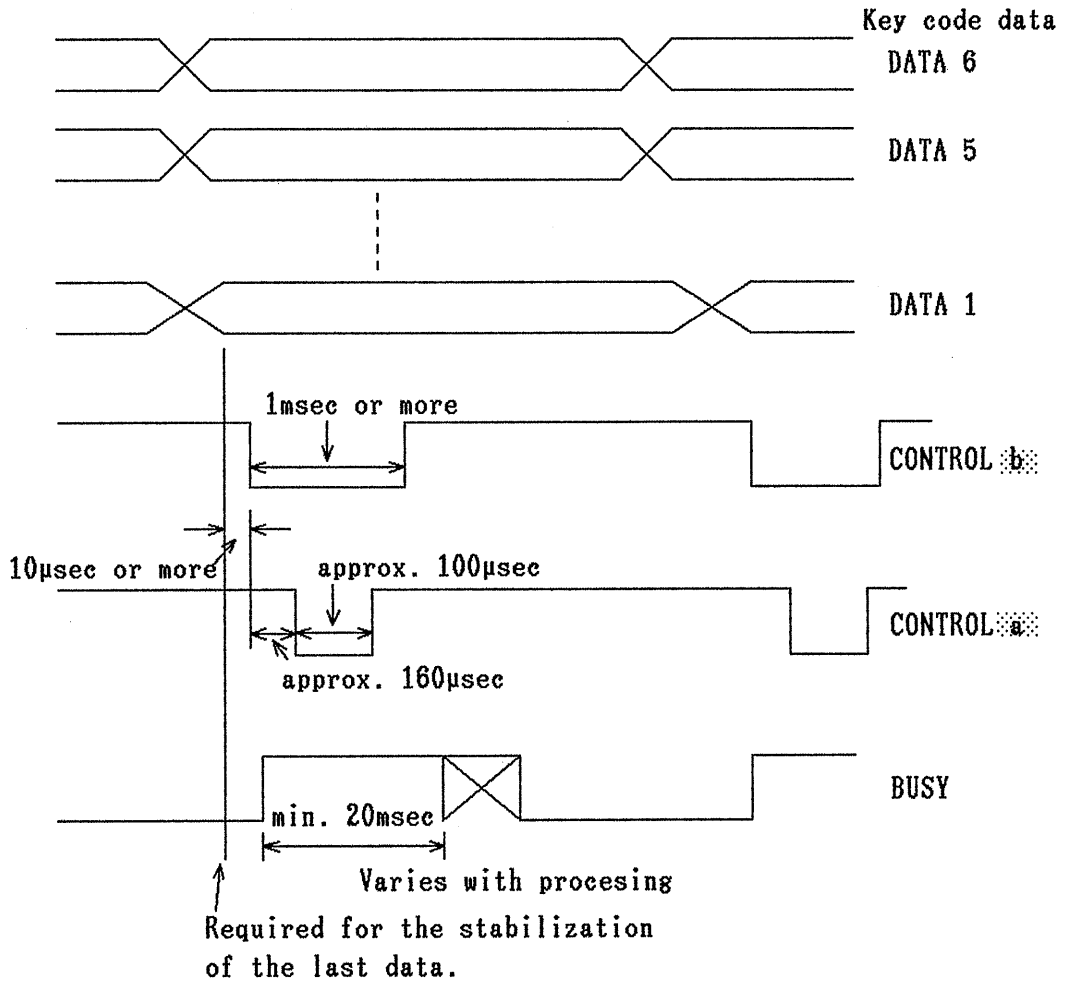 Key code data
DATA 6
DATA 5
DATA 1
1msec or more
CONTROL b
10μsec or more
approx. 100μsec
CONTROL a
approx. 160μsec
BUSY
min. 20msec
Varies with procesing
Required for the stabilization
of the last data.